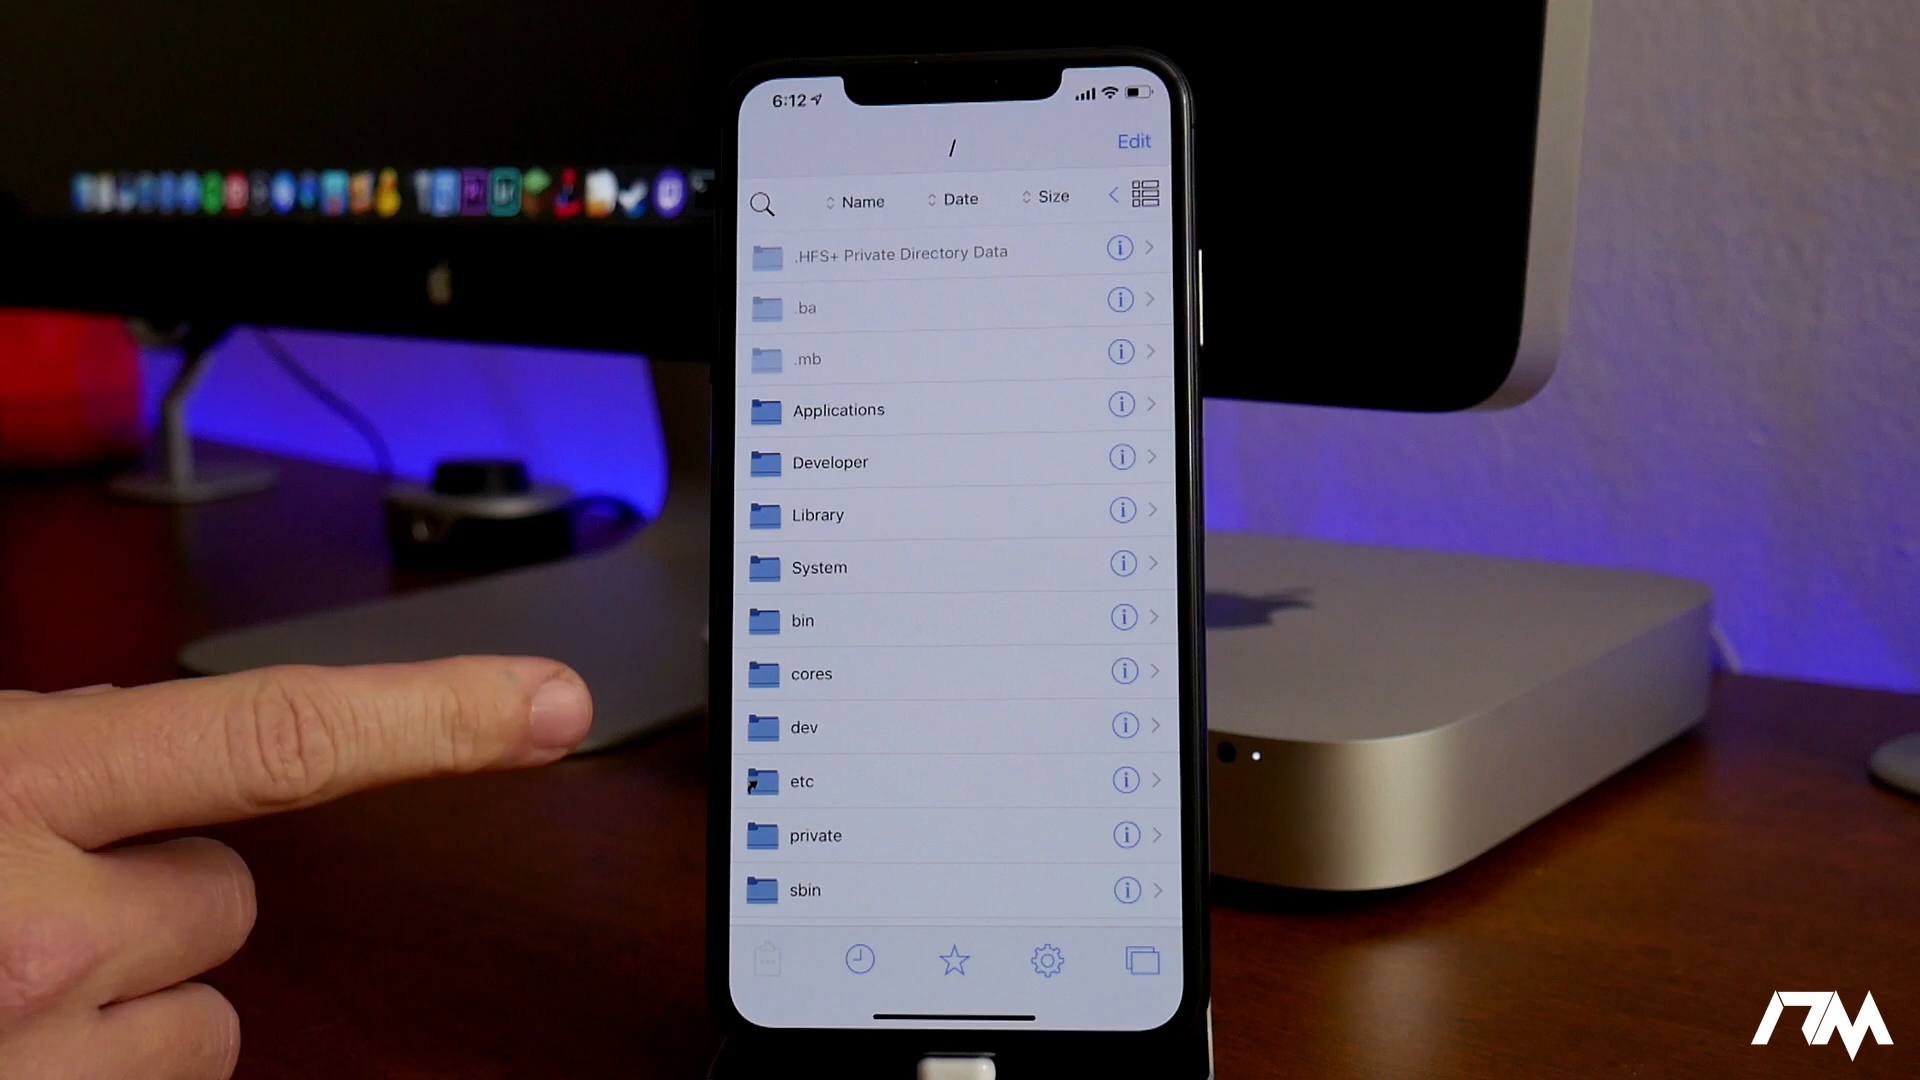 6:12
/
Edit
Name Date Size
.HFS+ Private Directory Data
.ba
.mb
Applications
Developer
Library
System
bin
cores
dev
etc
private
sbin